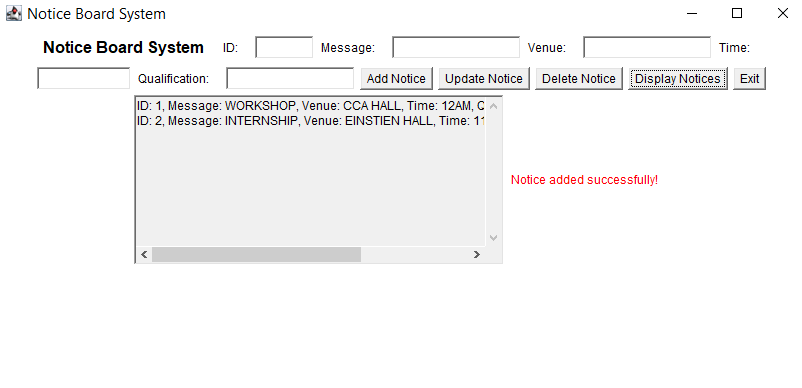 Notice Board System
Notice Board System ID: Message: Venue: Time:
Qualification: Add Notice Update Notice Delete Notice Display Notices Exit
ID: 1, Message: WORKSHOP, Venue: CCA HALL, Time: 12AM, Q
ID: 2, Message: INTERNSHIP, Venue: EINSTIEN HALL, Time: 11
Notice added successfully!